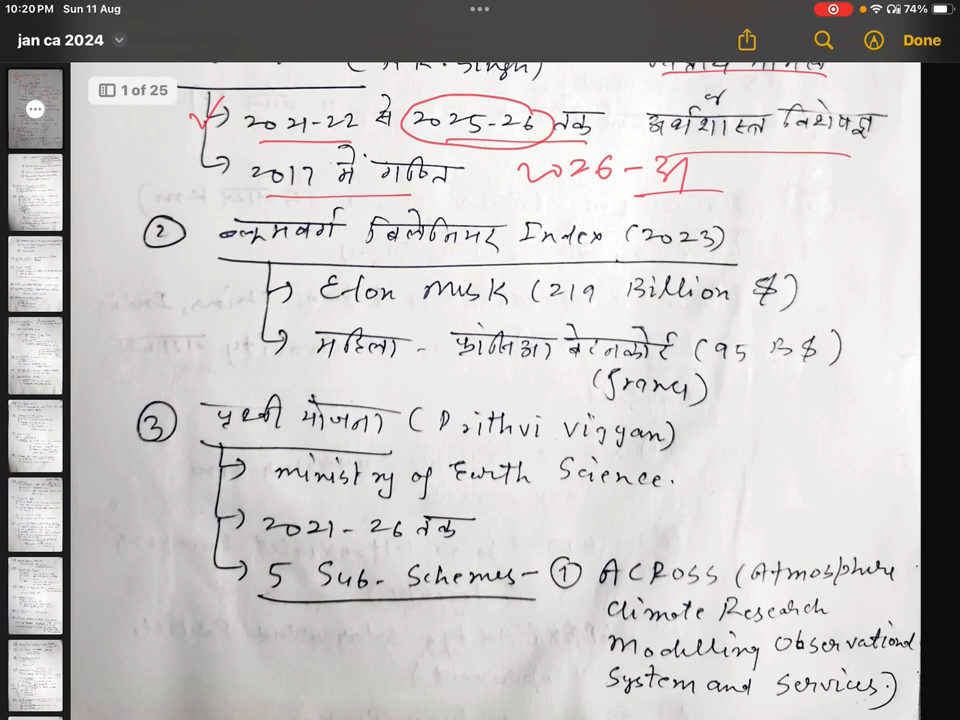 10:20 PM Sun 11 Aug
74%
jan ca 2024
Done
1 of 25
(N.K. Singh)
2021-22 से 2025-26 तक
अर्थशास्त्र विशेषज्ञ
2017 में गठित
2026-31
② ब्लूमबर्ग बिलेनियर Index (2023)
Elon Musk (219 Billion $)
महिला - फ्रांसिआ बेटनकोर्ट (95 B$)
(france)
③ पृथ्वी योजना (Prithvi Vigyan)
ministry of Earth Science.
2021-26 तक
5 Sub-Schemes - ① ACROSS (Atmosphere
Climate Research
Modelling Observational
System and Services.)